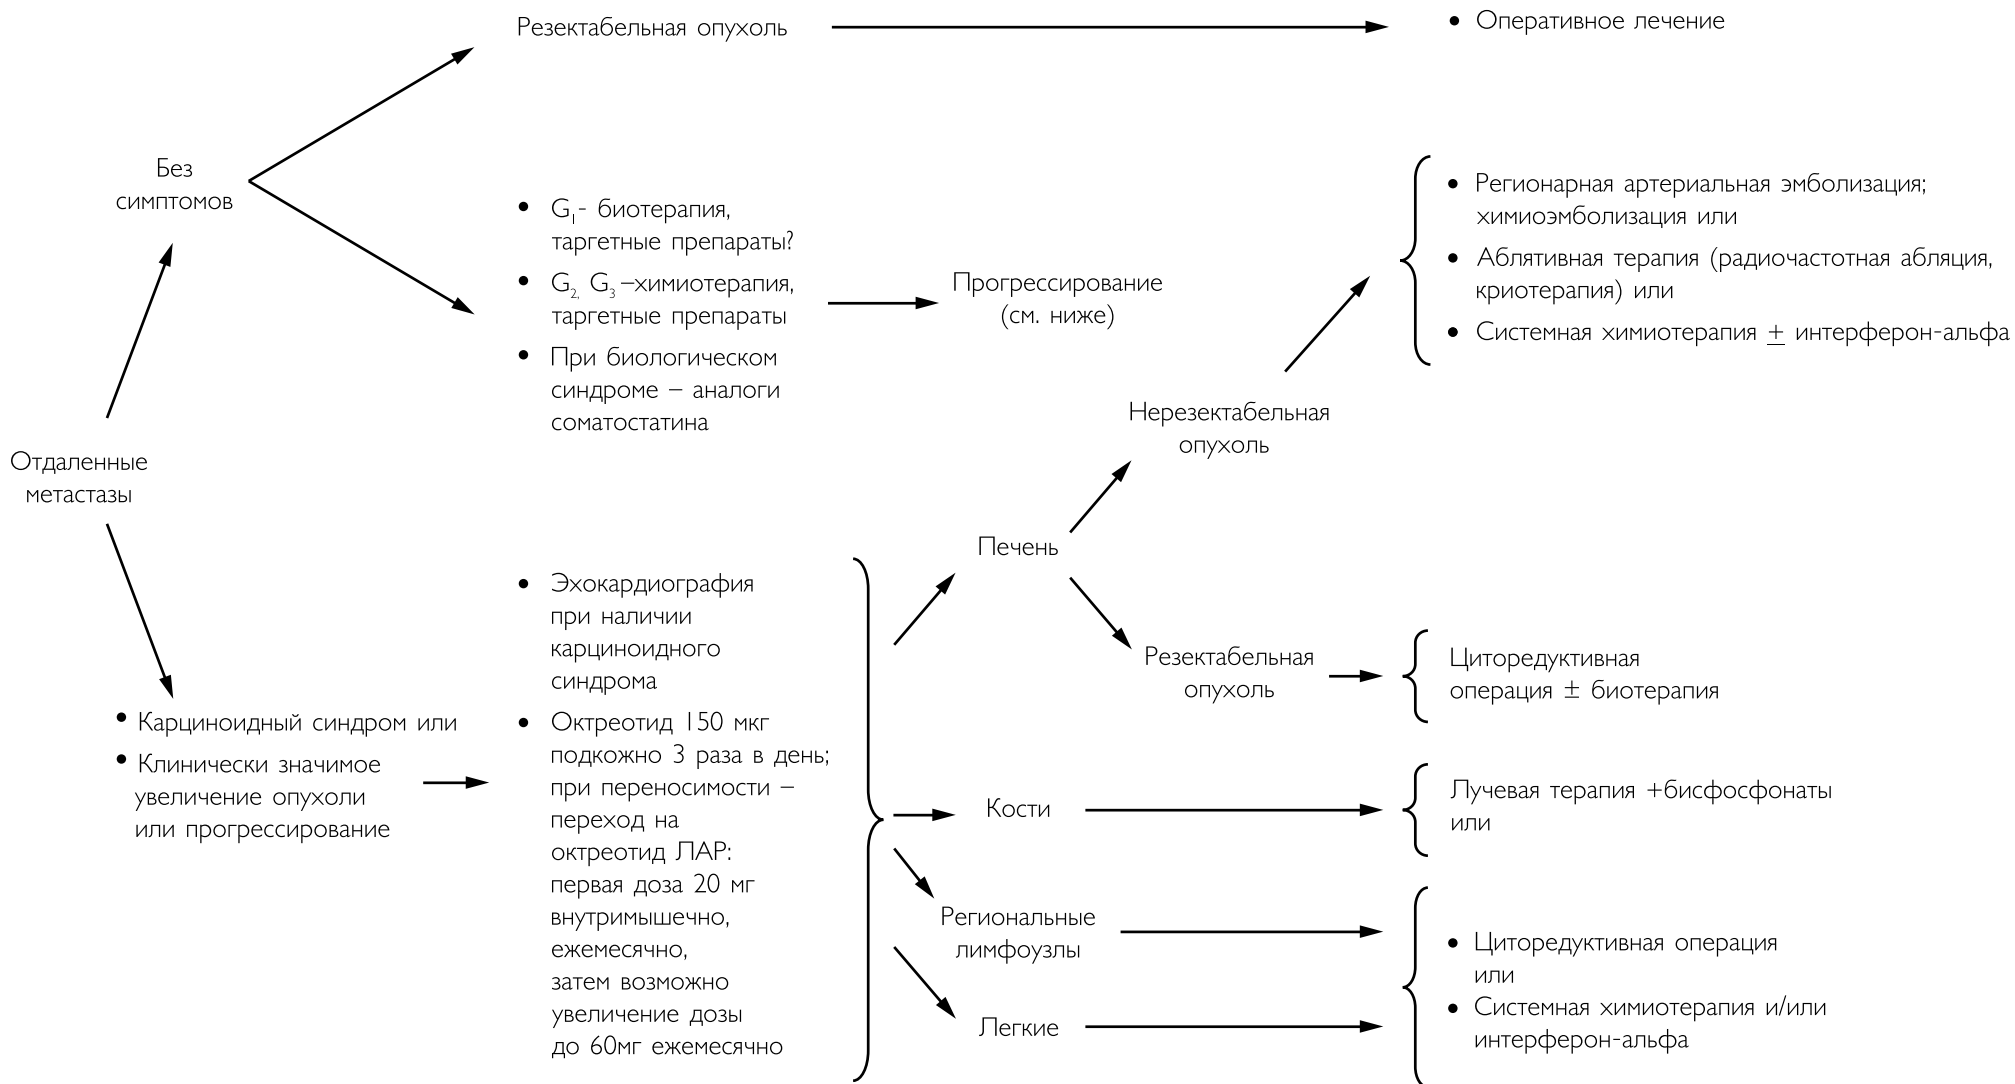 Резектабельная опухоль
• Оперативное лечение
Без
симптомов
• G₁- биотерапия,
таргетные препараты?
• G₂, G₃ –химиотерапия,
таргетные препараты
• При биологическом
синдроме – аналоги
соматостатина
Прогрессирование
(см. ниже)
• Регионарная артериальная эмболизация;
химиоэмболизация или
• Аблятивная терапия (радиочастотная абляция,
криотерапия) или
• Системная химиотерапия ± интерферон-альфа
Нерезектабельная
опухоль
Отдаленные
метастазы
Печень
Резектабельная
опухоль
Циторедуктивная
операция ± биотерапия
• Карциноидный синдром или
• Клинически значимое
увеличение опухоли
или прогрессирование
• Эхокардиография
при наличии
карциноидного
синдрома
• Октреотид 150 мкг
подкожно 3 раза в день;
при переносимости –
переход на
октреотид ЛАР:
первая доза 20 мг
внутримышечно,
ежемесячно,
затем возможно
увеличение дозы
до 60мг ежемесячно
Кости
Лучевая терапия +бисфосфонаты
или
Региональные
лимфоузлы
Легкие
• Циторедуктивная операция
или
• Системная химиотерапия и/или
интерферон-альфа